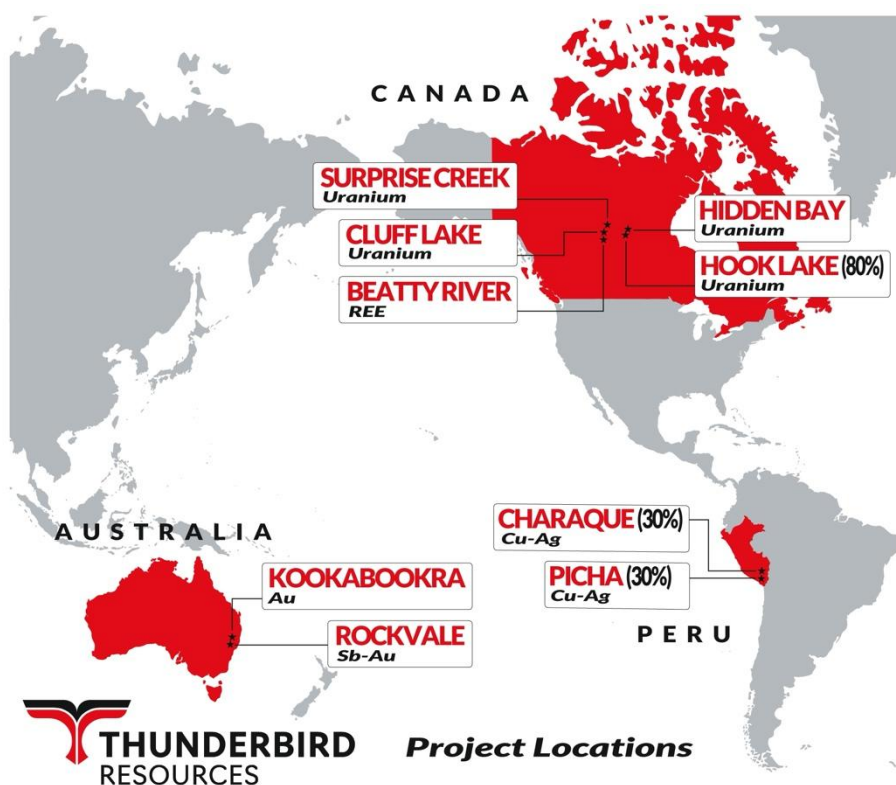 CANADA
SURPRISE CREEK
Uranium
CLUFF LAKE
Uranium
BEATTY RIVER
REE
HIDDEN BAY
Uranium
HOOK LAKE (80%)
Uranium
AUSTRALIA
KOOKABOOKRA
Au
ROCKVALE
Sb-Au
CHARAQUE (30%)
Cu-Ag
PICHA (30%)
Cu-Ag
PERU
THUNDERBIRD
RESOURCES
Project Locations